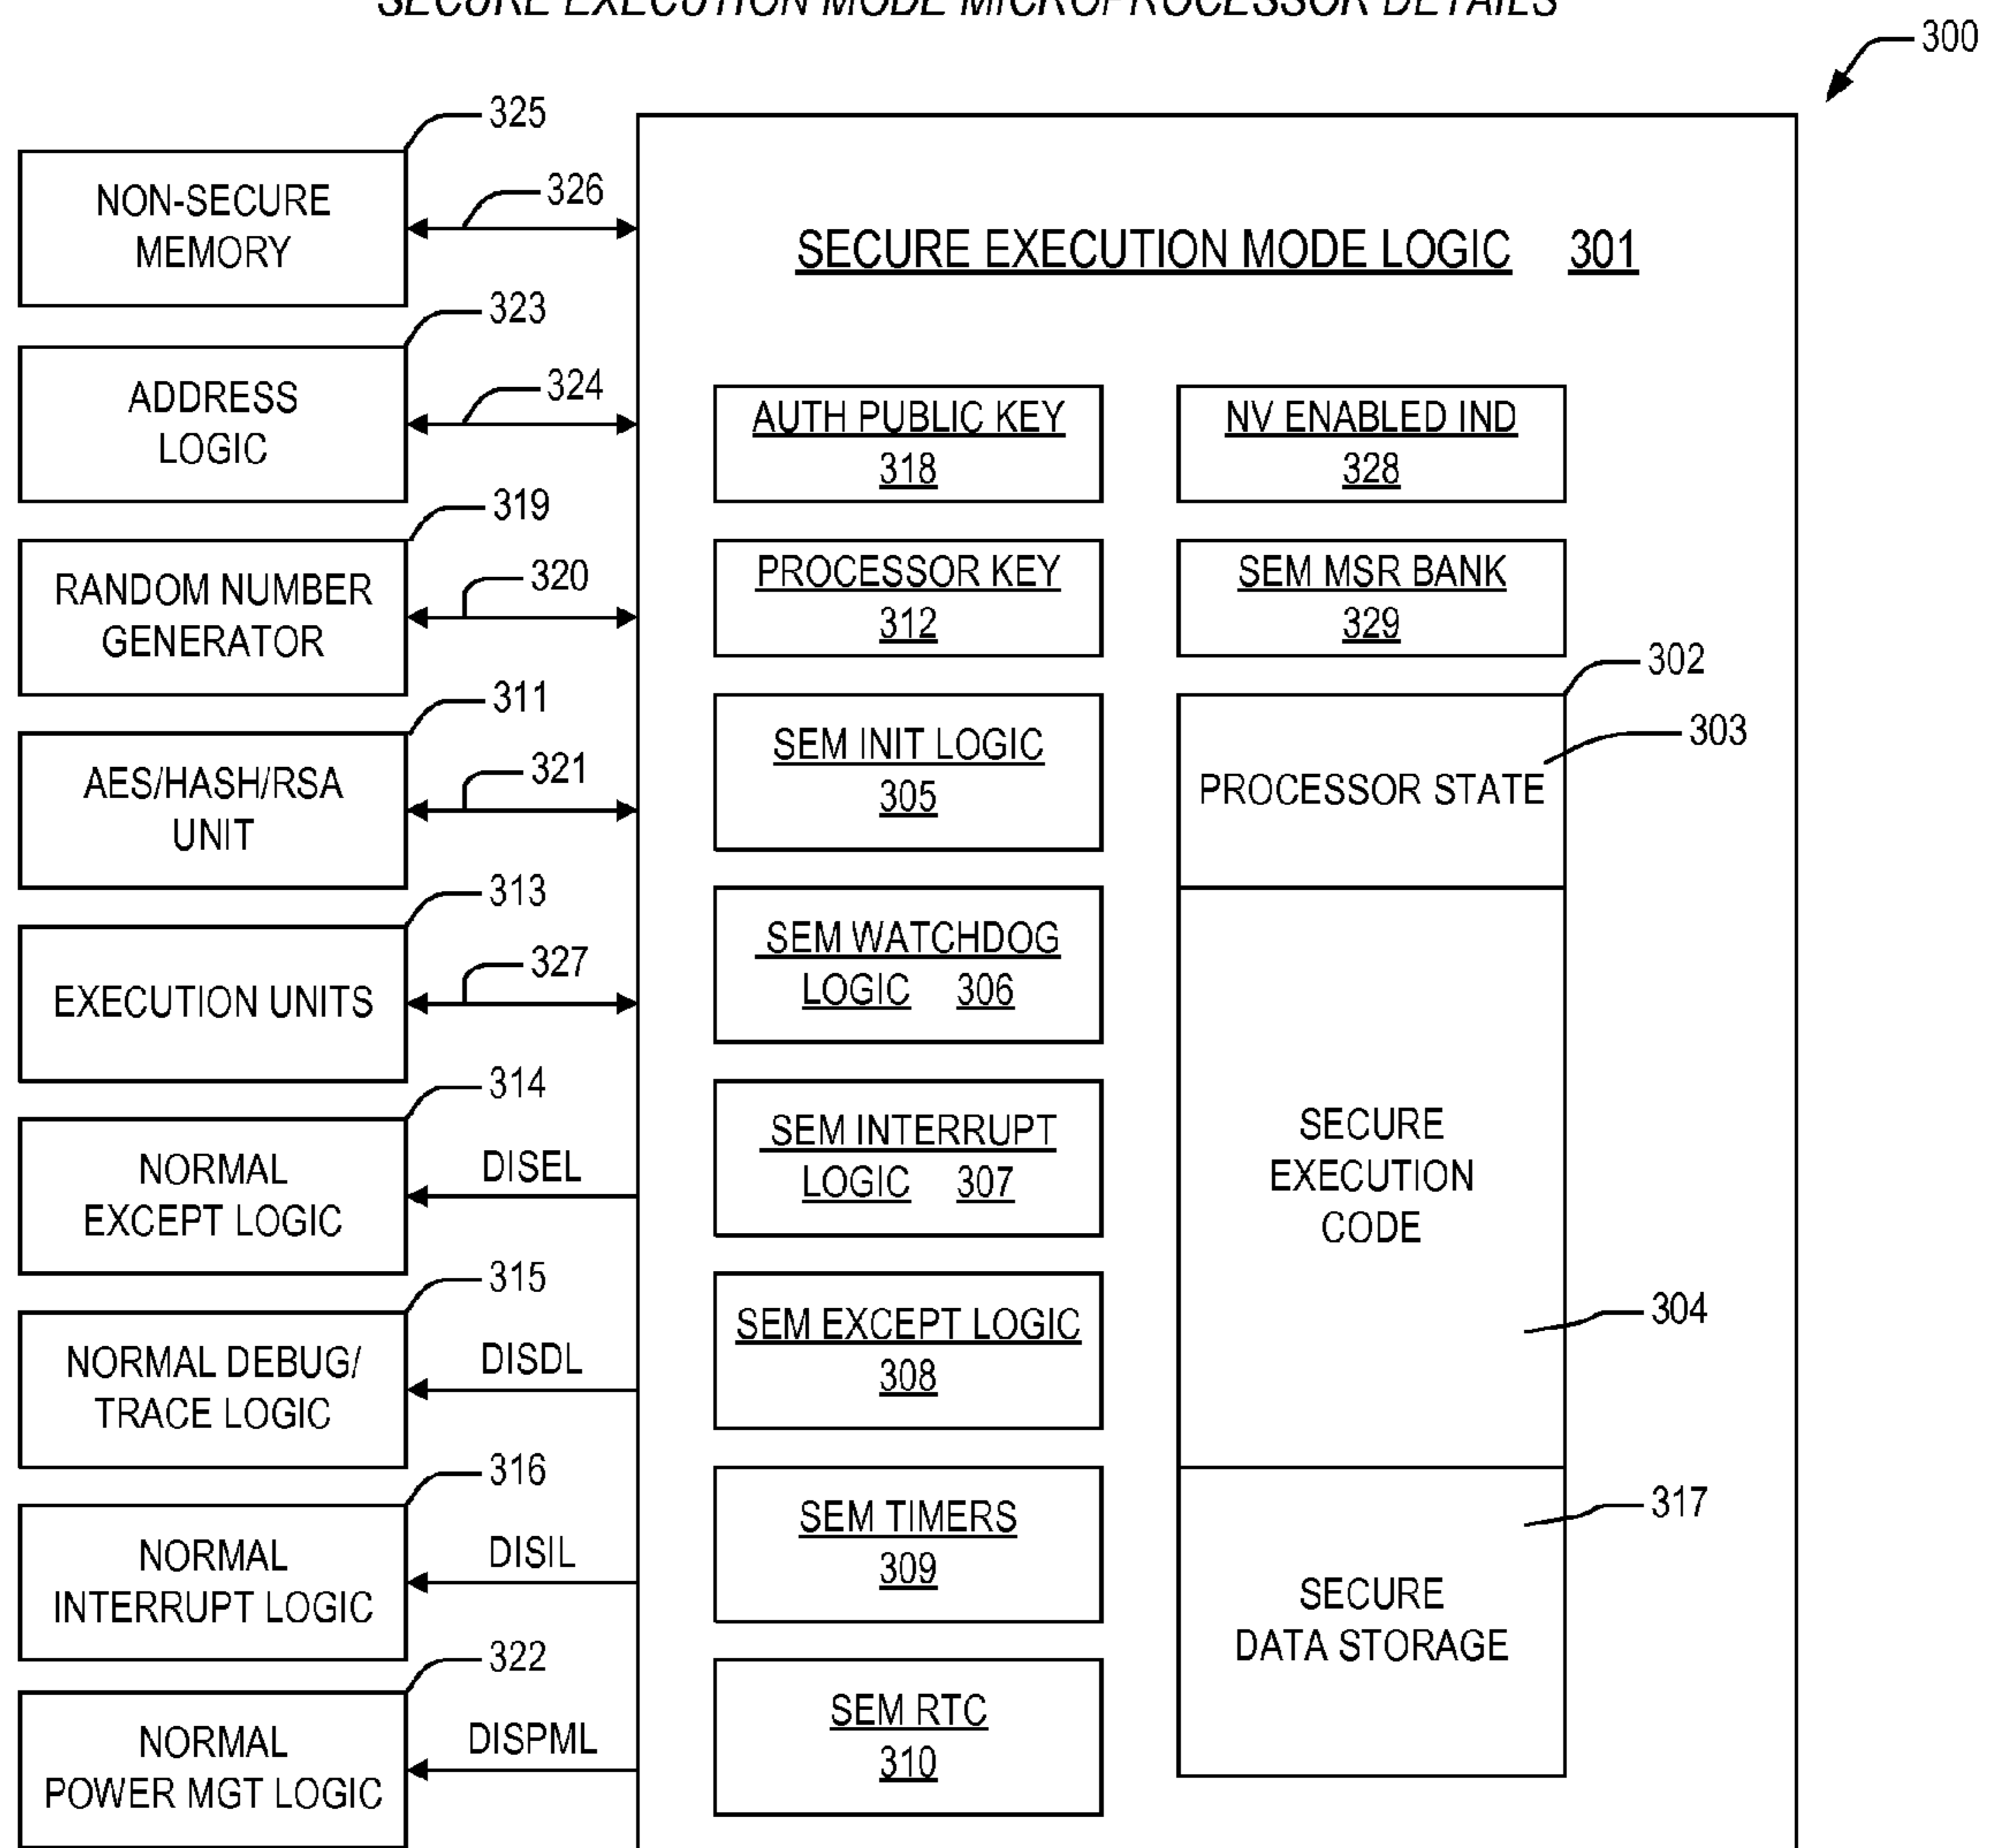 SECURE EXECUTION MODE MICROPROCESSOR DETAILS
300
325
NON-SECURE
MEMORY
326
SECURE EXECUTION MODE LOGIC 301
323
ADDRESS
LOGIC
324
319
RANDOM NUMBER
GENERATOR
320
311
AES/HASH/RSA
UNIT
321
313
EXECUTION UNITS
327
314
NORMAL
EXCEPT LOGIC
DISEL
315
NORMAL DEBUG/
TRACE LOGIC
DISDL
316
NORMAL
INTERRUPT LOGIC
DISIL
322
NORMAL
POWER MGT LOGIC
DISPML
AUTH PUBLIC KEY
318
PROCESSOR KEY
312
SEM INIT LOGIC
305
SEM WATCHDOG
LOGIC 306
SEM INTERRUPT
LOGIC 307
SEM EXCEPT LOGIC
308
SEM TIMERS
309
SEM RTC
310
NV ENABLED IND
328
SEM MSR BANK
329
302
303
PROCESSOR STATE
SECURE
EXECUTION
CODE
304
317
SECURE
DATA STORAGE